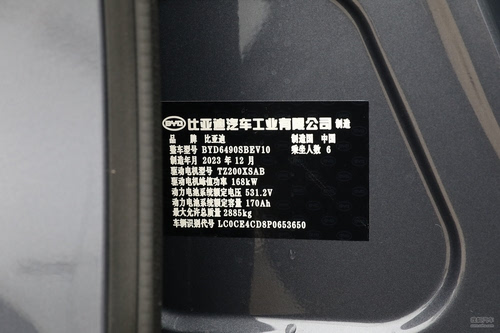 BYD 比亚迪汽车工业有限公司 制造
品 牌 比亚迪 制造国 中国
整车型号 BYD6490SBEV10 乘坐人数 6
制造年月 2023 年 12 月
驱动电机型号 TZ200XSAB
驱动电机峰值功率 168kW
动力电池系统额定电压 531.2V
动力电池系统额定容量 170Ah
最大允许总质量 2885kg
车辆识别代号 LC0CE4CD8P0653650